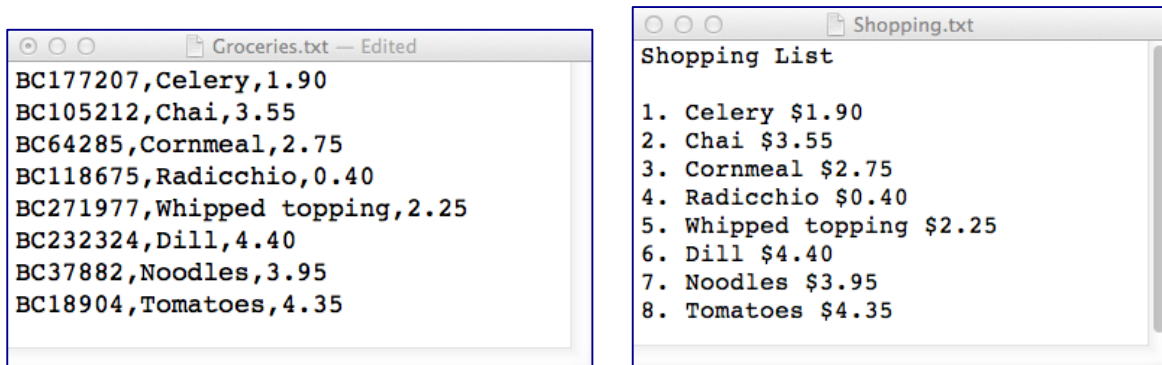 Groceries.txt — Edited
BC177207,Celery,1.90
BC105212,Chai,3.55
BC64285,Cornmeal,2.75
BC118675,Radicchio,0.40
BC271977,Whipped topping,2.25
BC232324,Dill,4.40
BC37882,Noodles,3.95
BC18904,Tomatoes,4.35
Shopping.txt
Shopping List
1. Celery $1.90
2. Chai $3.55
3. Cornmeal $2.75
4. Radicchio $0.40
5. Whipped topping $2.25
6. Dill $4.40
7. Noodles $3.95
8. Tomatoes $4.35